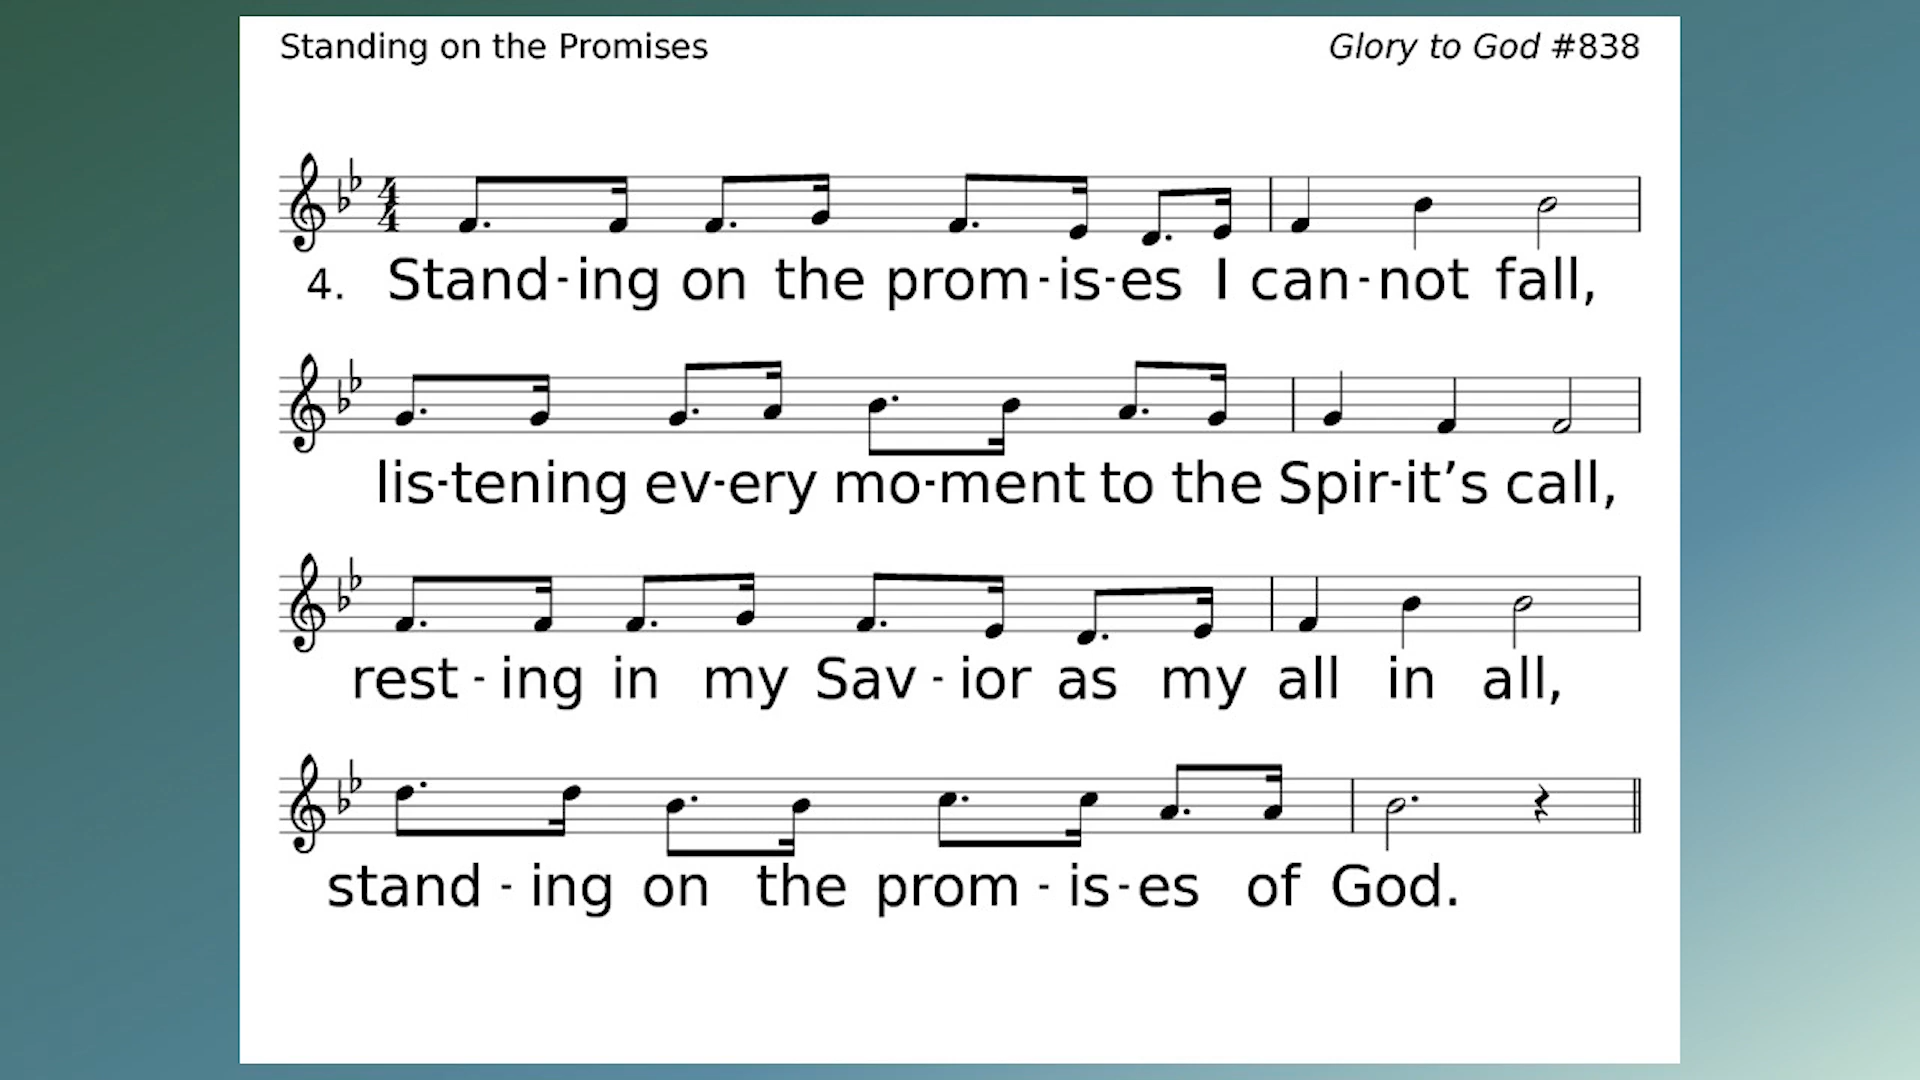 Standing on the Promises
Glory to God #838
4. Stand-ing on the prom-is-es I can-not fall,
lis-tening ev-ery mo-ment to the Spir-it’s call,
rest - ing in my Sav - ior as my all in all,
stand - ing on the prom - is-es of God.